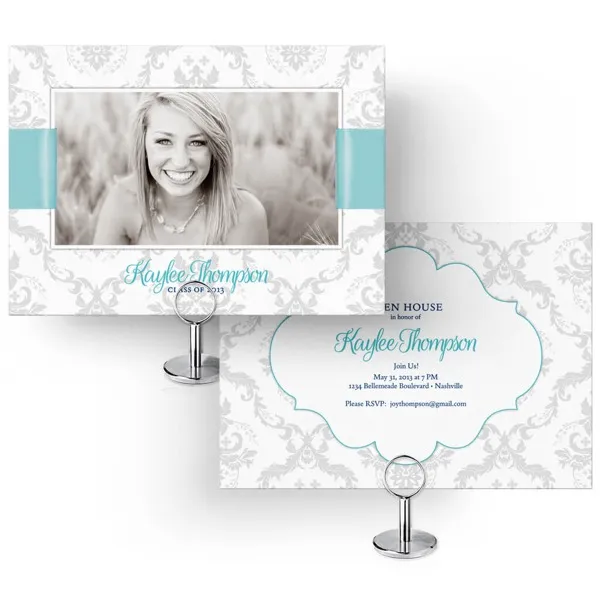 Kaylee Thompson
CLASS OF 2013
EN HOUSE
in honor of
Kaylee Thompson
Join Us!
May 31, 2013 at 7 PM
1234 Bellemeade Boulevard • Nashville
Please RSVP: joythompson@gmail.com